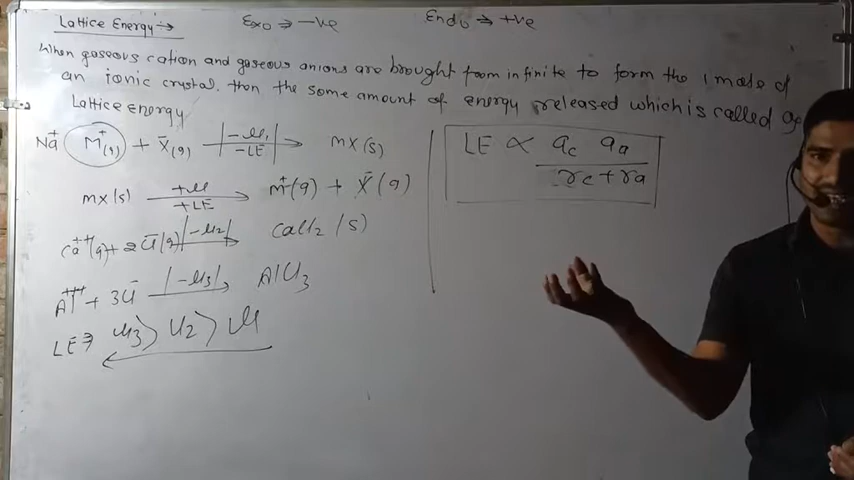 Lattice Energy →
Exo ⇒ -ve
Endo ⇒ +ve
When gaseous cation and gaseous anions are brought from infinite to form the 1 mole of
an ionic crystal. then the some amount of energy released which is called as
Lattice Energy
Na⁺ M⁺(g) + X⁻(g) |-U₁| / -LE → MX(s)
MX(s) +U / +LE → M⁺(g) + X⁻(g)
Ca⁺⁺(g) + 2Cl⁻(g) |-U₂| → CaCl₂ (s)
Al⁺⁺⁺ + 3Cl⁻ |-U₃| → AlCl₃
LE ⇒ U₃ > U₂ > U₁
LE ∝ qc qa / rc + ra